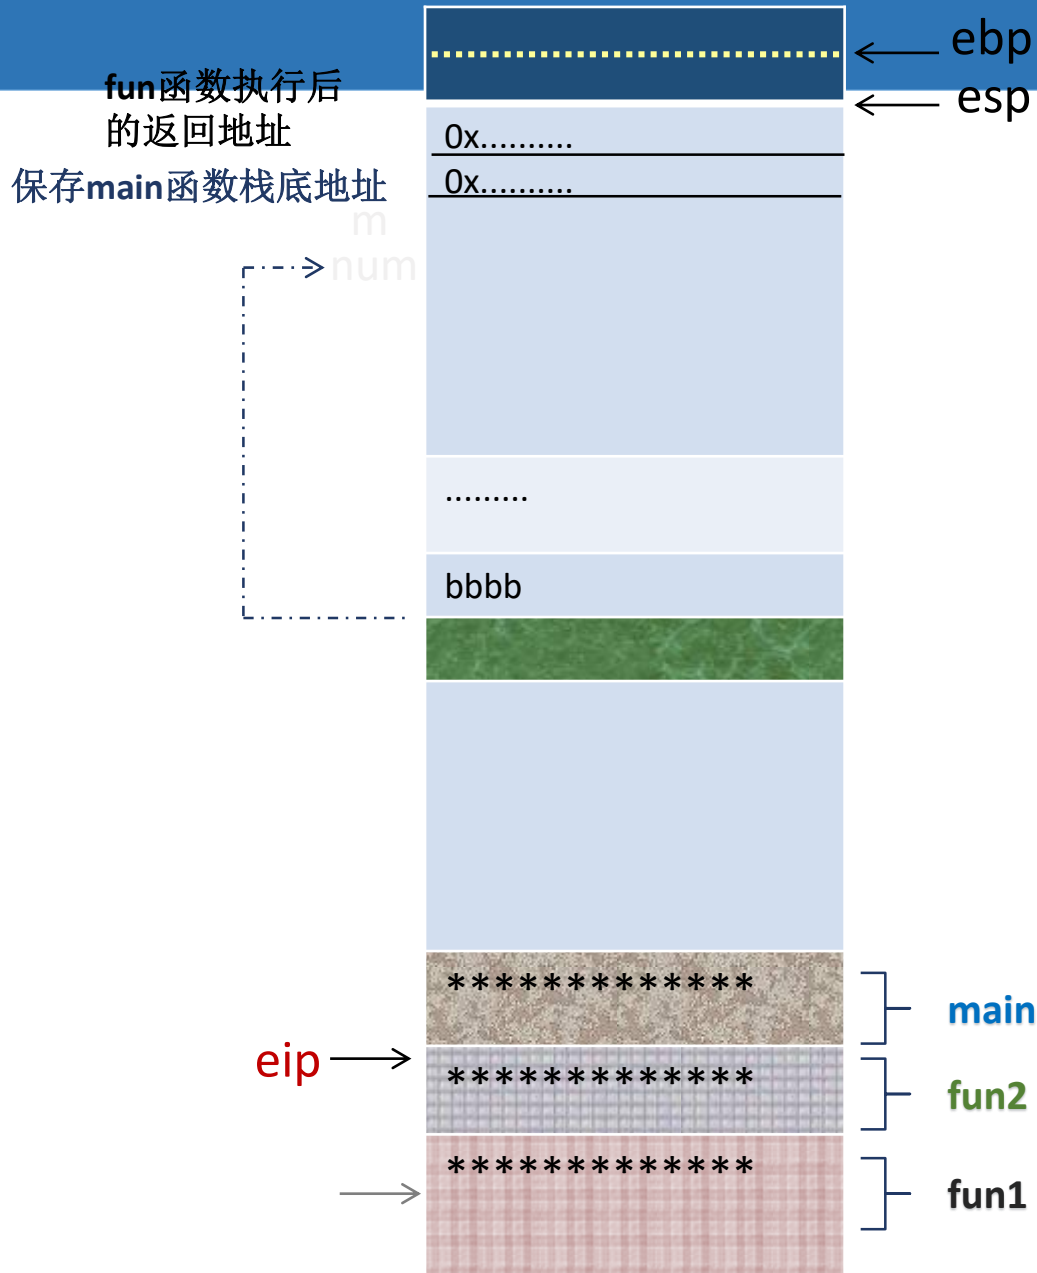 ebp
fun函数执行后
的返回地址
esp
0x..........
保存main函数栈底地址
0x..........
m
num
.........
bbbb
*************
main
eip
*************
fun2
*************
fun1